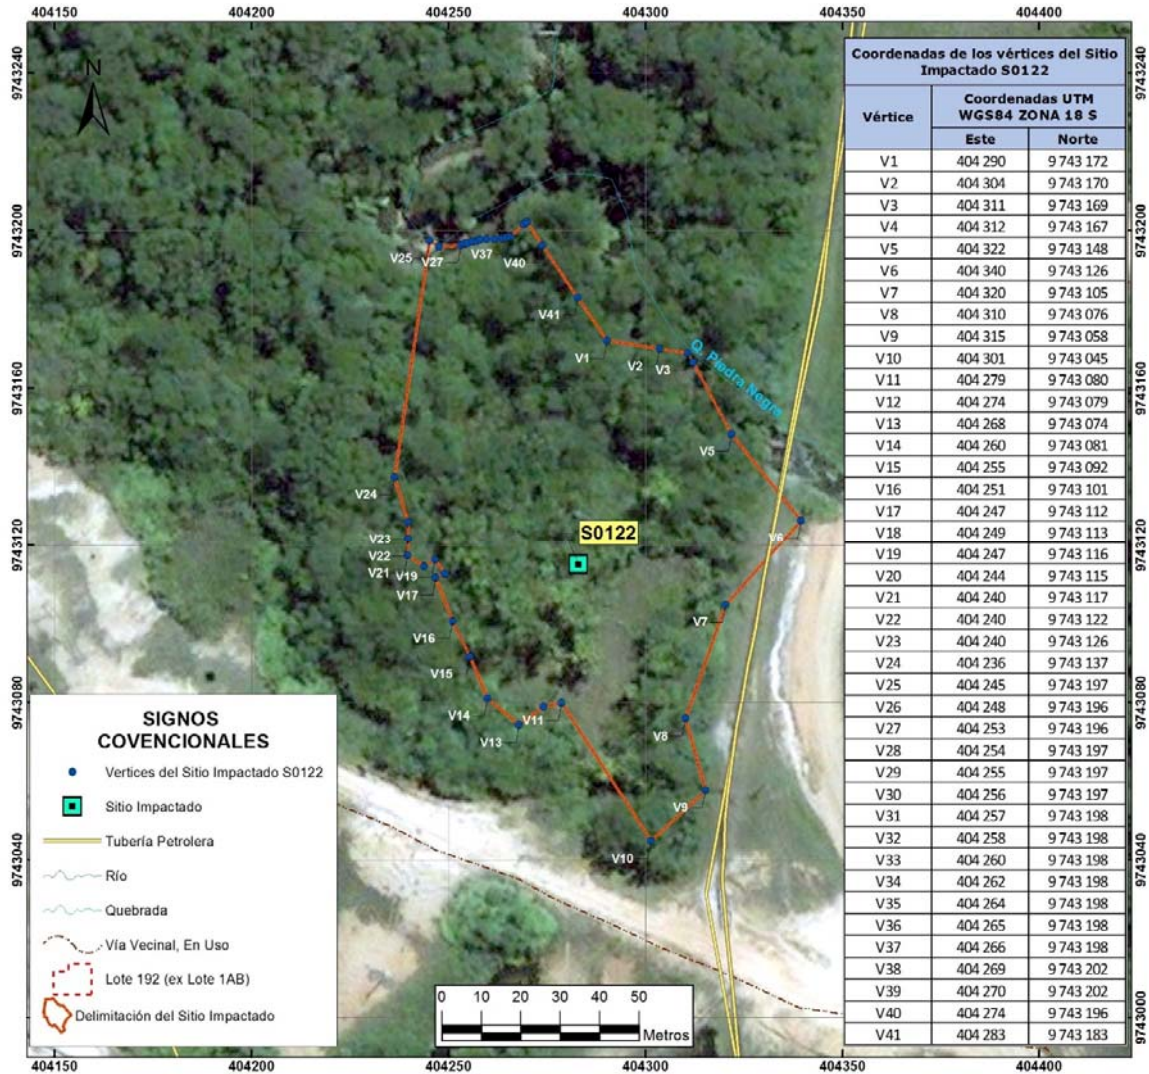 404150 404200 404250 404300 404350 404400
9743240
9743200
9743160
9743120
9743080
9743040
9743000
9743240
9743200
9743160
9743120
9743080
9743040
9743000
404150 404200 404250 404300 404350 404400
N
V25
V27
V37
V40
V41
V1
V2
V3
Q. Piedra Negra
V5
V24
V6
S0122
V23
V22
V21
V19
V17
V7
V16
V15
V14
V11
V13
V8
V9
V10
SIGNOS
COVENCIONALES
Vertices del Sitio Impactado S0122
Sitio Impactado
Tubería Petrolera
Río
Quebrada
Vía Vecinal, En Uso
Lote 192 (ex Lote 1AB)
Delimitación del Sitio Impactado
0 10 20 30 40 50
Metros
Coordenadas de los vértices del Sitio
Impactado S0122
Vértice
Coordenadas UTM
WGS84 ZONA 18 S
Este Norte
V1 404 290 9 743 172
V2 404 304 9 743 170
V3 404 311 9 743 169
V4 404 312 9 743 167
V5 404 322 9 743 148
V6 404 340 9 743 126
V7 404 320 9 743 105
V8 404 310 9 743 076
V9 404 315 9 743 058
V10 404 301 9 743 045
V11 404 279 9 743 080
V12 404 274 9 743 079
V13 404 268 9 743 074
V14 404 260 9 743 081
V15 404 255 9 743 092
V16 404 251 9 743 101
V17 404 247 9 743 112
V18 404 249 9 743 113
V19 404 247 9 743 116
V20 404 244 9 743 115
V21 404 240 9 743 117
V22 404 240 9 743 122
V23 404 240 9 743 126
V24 404 236 9 743 137
V25 404 245 9 743 197
V26 404 248 9 743 196
V27 404 253 9 743 196
V28 404 254 9 743 197
V29 404 255 9 743 197
V30 404 256 9 743 197
V31 404 257 9 743 198
V32 404 258 9 743 198
V33 404 260 9 743 198
V34 404 262 9 743 198
V35 404 264 9 743 198
V36 404 265 9 743 198
V37 404 266 9 743 198
V38 404 269 9 743 202
V39 404 270 9 743 202
V40 404 274 9 743 196
V41 404 283 9 743 183